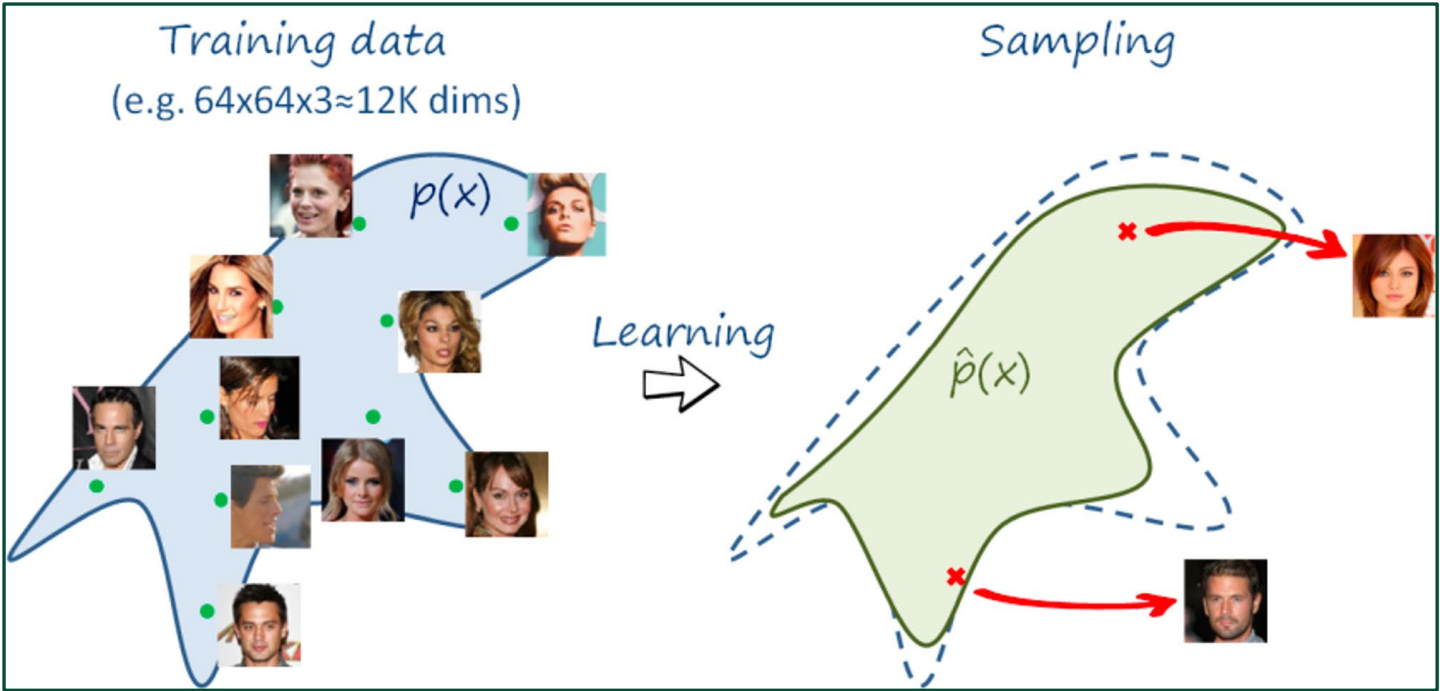 Training data
(e.g. 64x64x3≈12K dims)
p(x)
Learning
Sampling
p̂(x)